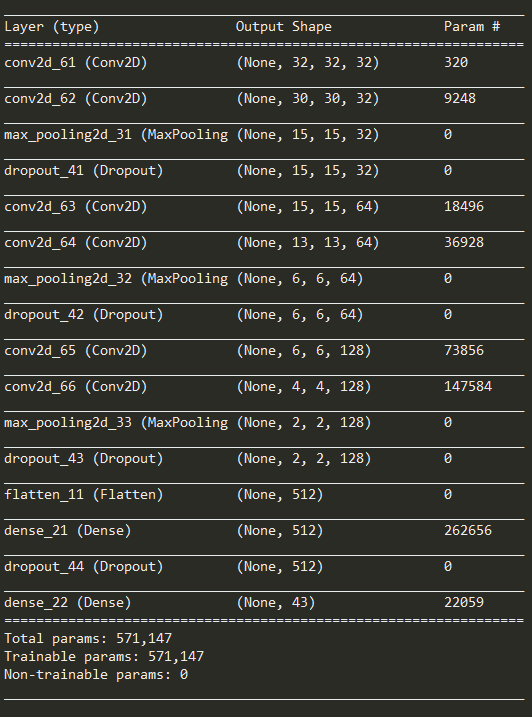 Layer (type) Output Shape Param #
=================================================================
conv2d_61 (Conv2D) (None, 32, 32, 32) 320
conv2d_62 (Conv2D) (None, 30, 30, 32) 9248
max_pooling2d_31 (MaxPooling (None, 15, 15, 32) 0
dropout_41 (Dropout) (None, 15, 15, 32) 0
conv2d_63 (Conv2D) (None, 15, 15, 64) 18496
conv2d_64 (Conv2D) (None, 13, 13, 64) 36928
max_pooling2d_32 (MaxPooling (None, 6, 6, 64) 0
dropout_42 (Dropout) (None, 6, 6, 64) 0
conv2d_65 (Conv2D) (None, 6, 6, 128) 73856
conv2d_66 (Conv2D) (None, 4, 4, 128) 147584
max_pooling2d_33 (MaxPooling (None, 2, 2, 128) 0
dropout_43 (Dropout) (None, 2, 2, 128) 0
flatten_11 (Flatten) (None, 512) 0
dense_21 (Dense) (None, 512) 262656
dropout_44 (Dropout) (None, 512) 0
dense_22 (Dense) (None, 43) 22059
=================================================================
Total params: 571,147
Trainable params: 571,147
Non-trainable params: 0